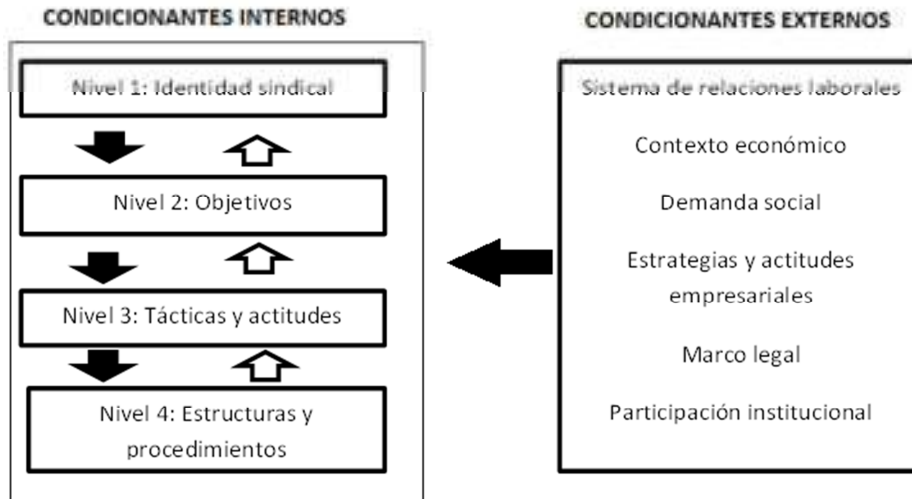 CONDICIONANTES INTERNOS
Nivel 1: Identidad sindical
Nivel 2: Objetivos
Nivel 3: Tácticas y actitudes
Nivel 4: Estructuras y
procedimientos
CONDICIONANTES EXTERNOS
Sistema de relaciones laborales
Contexto económico
Demanda social
Estrategias y actitudes
empresariales
Marco legal
Participación institucional